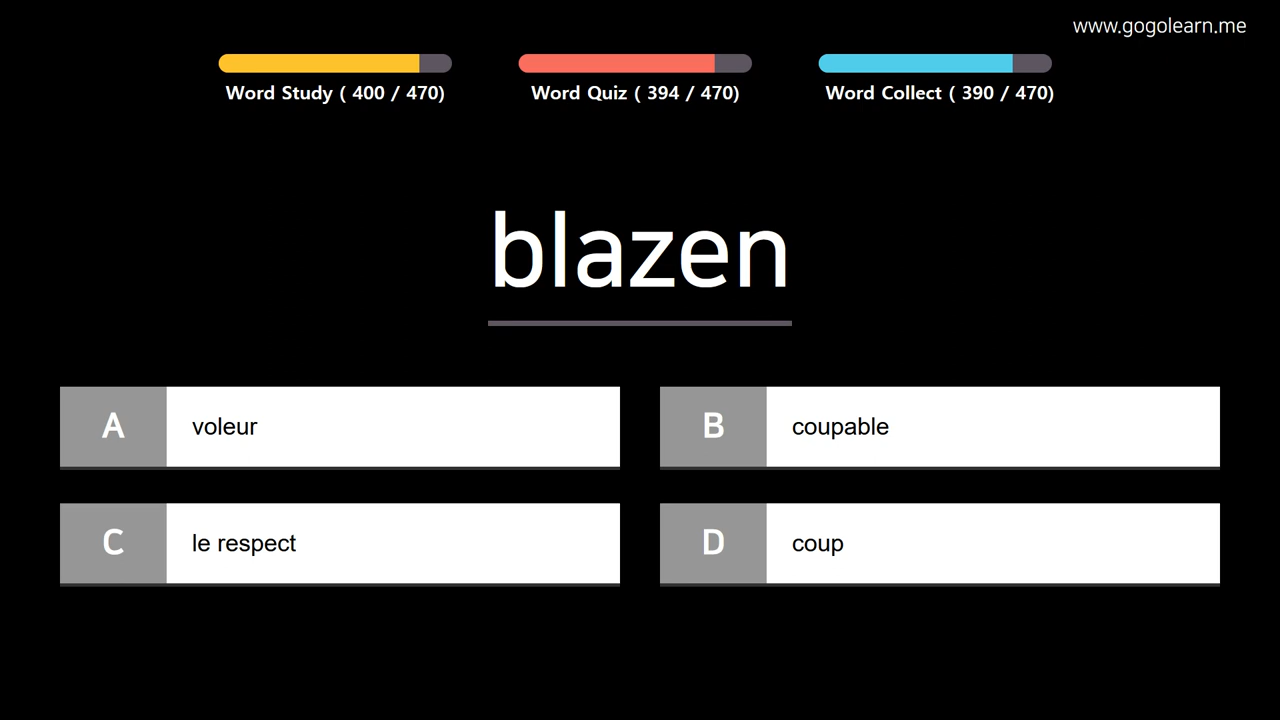 www.gogolearn.me
Word Study ( 400 / 470)
Word Quiz ( 394 / 470)
Word Collect ( 390 / 470)
blazen
A voleur
B coupable
C le respect
D coup